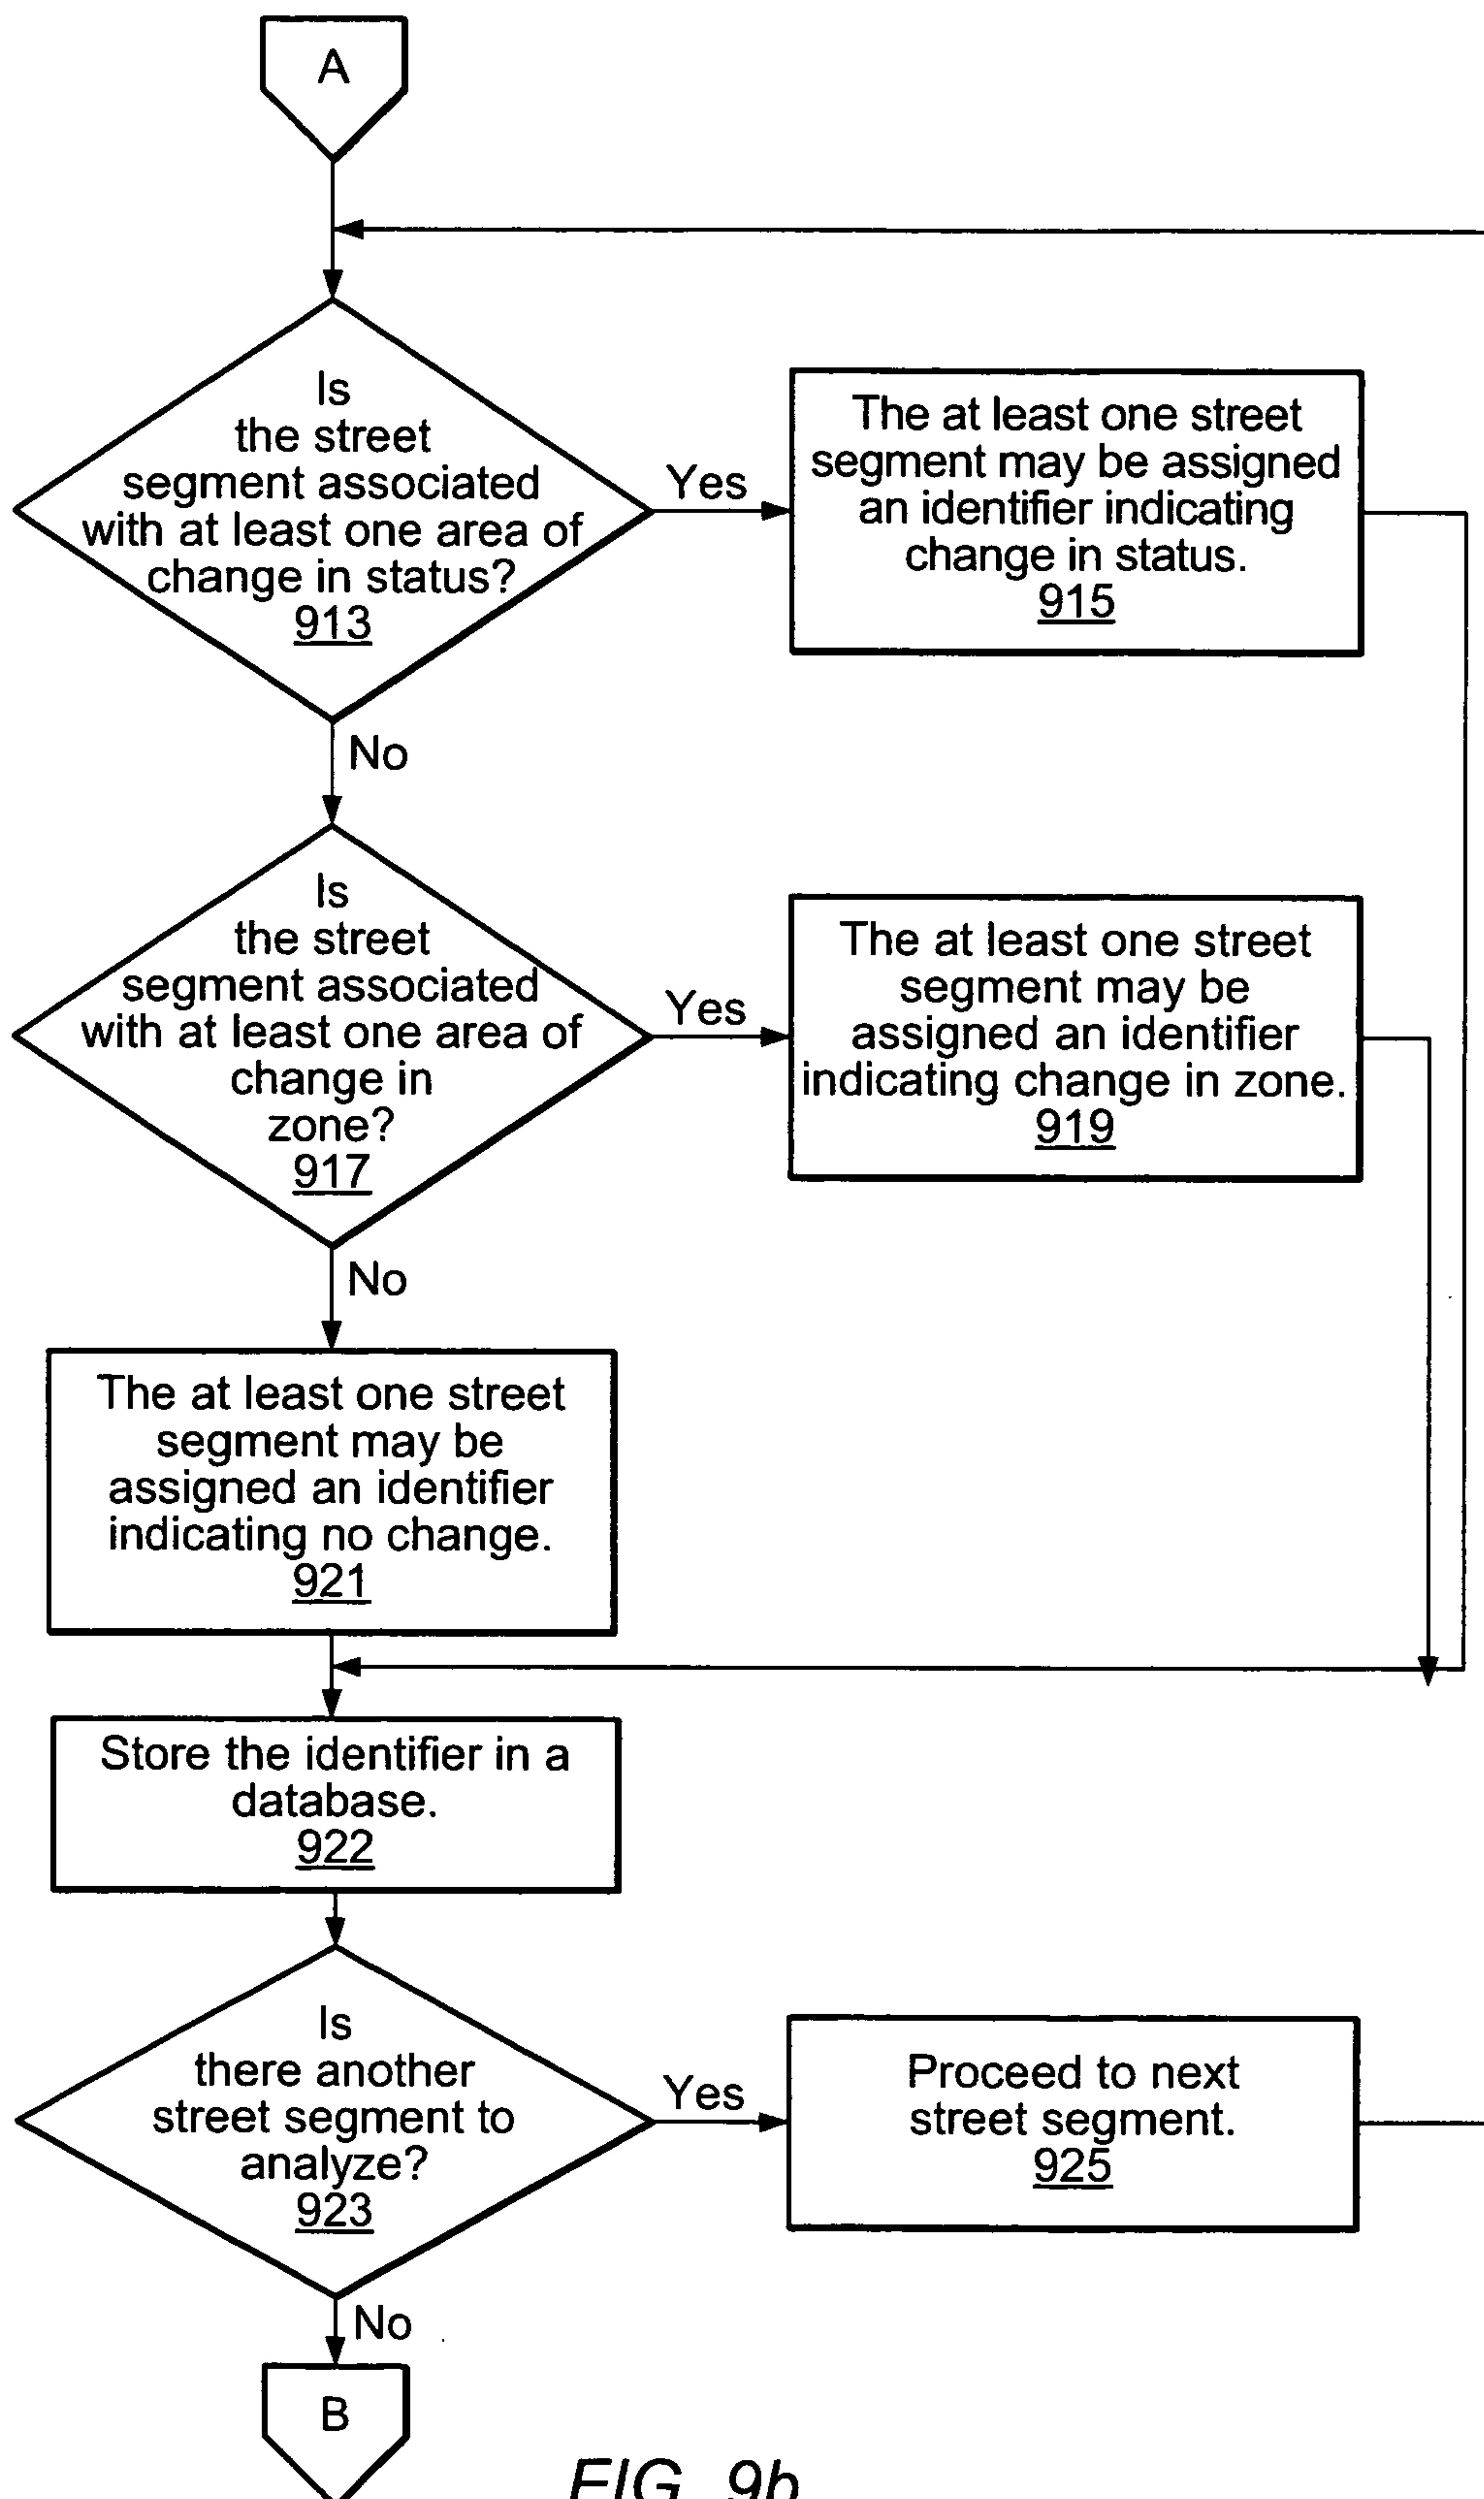 A
Is
the street
segment associated
with at least one area of
change in status?
913
Yes
The at least one street
segment may be assigned
an identifier indicating
change in status.
915
No
Is
the street
segment associated
with at least one area of
change in
zone?
917
Yes
The at least one street
segment may be
assigned an identifier
indicating change in zone.
919
No
The at least one street
segment may be
assigned an identifier
indicating no change.
921
Store the identifier in a
database.
922
Is
there another
street segment to
analyze?
923
Yes
Proceed to next
street segment.
925
No
B
FIG. 9b